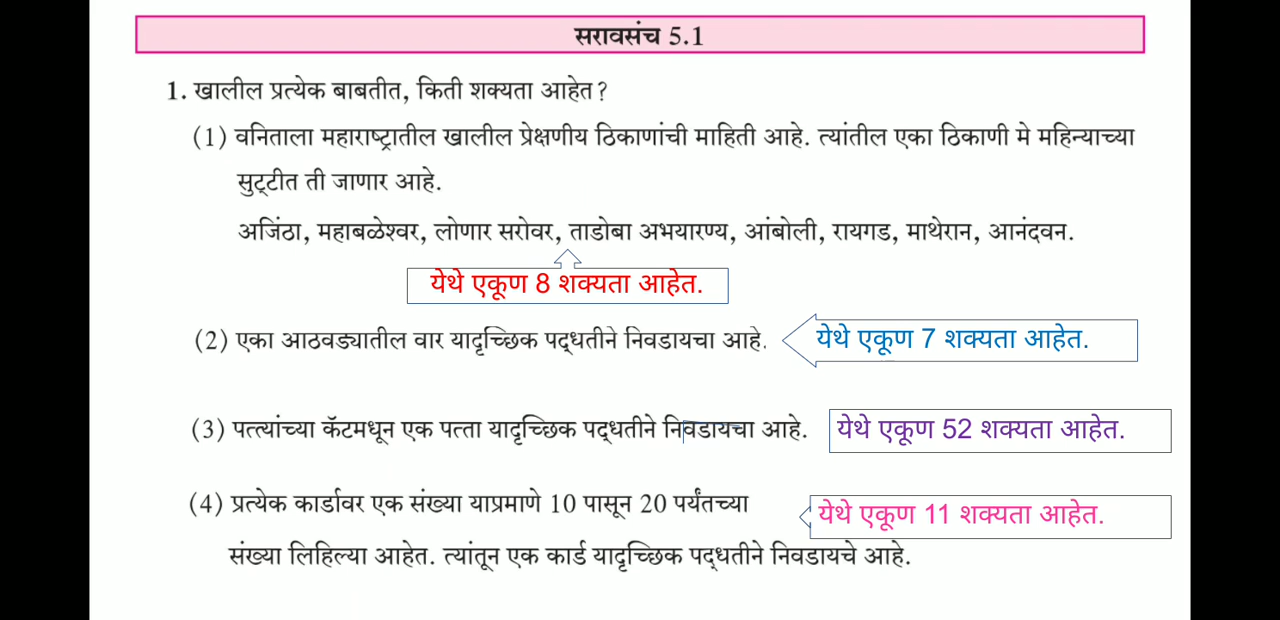 सरावसंच 5.1
1. खालील प्रत्येक बाबतीत, किती शक्यता आहेत?
(1) वनिताला महाराष्ट्रातील खालील प्रेक्षणीय ठिकाणांची माहिती आहे. त्यांतील एका ठिकाणी मे महिन्याच्या
सुट्टीत ती जाणार आहे.
अजिंठा, महाबळेश्वर, लोणार सरोवर, ताडोबा अभयारण्य, आंबोली, रायगड, माथेरान, आनंदवन.
येथे एकूण 8 शक्यता आहेत.
(2) एका आठवड्यातील वार यादृच्छिक पद्धतीने निवडायचा आहे. येथे एकूण 7 शक्यता आहेत.
(3) पत्त्यांच्या कॅटमधून एक पत्ता यादृच्छिक पद्धतीने निवडायचा आहे. येथे एकूण 52 शक्यता आहेत.
(4) प्रत्येक कार्डावर एक संख्या याप्रमाणे 10 पासून 20 पर्यंतच्या येथे एकूण 11 शक्यता आहेत.
संख्या लिहिल्या आहेत. त्यांतून एक कार्ड यादृच्छिक पद्धतीने निवडायचे आहे.